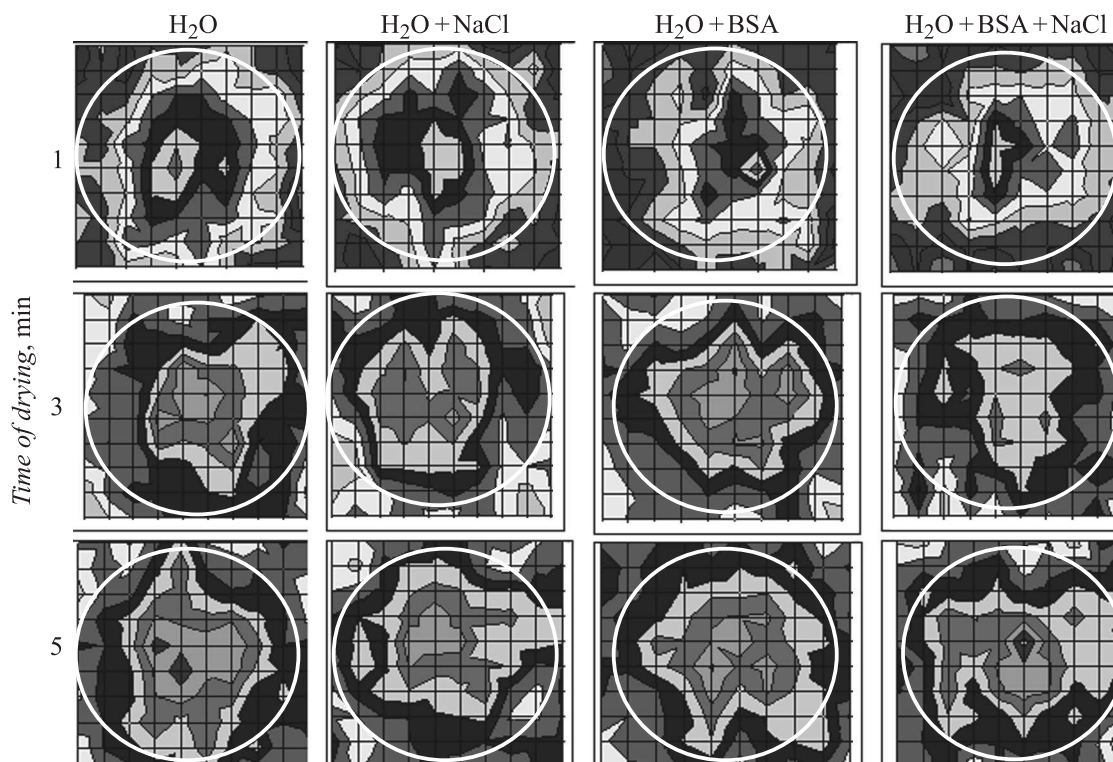 H₂O
H₂O + NaCl
H₂O + BSA
H₂O + BSA + NaCl
Time of drying, min
1
3
5